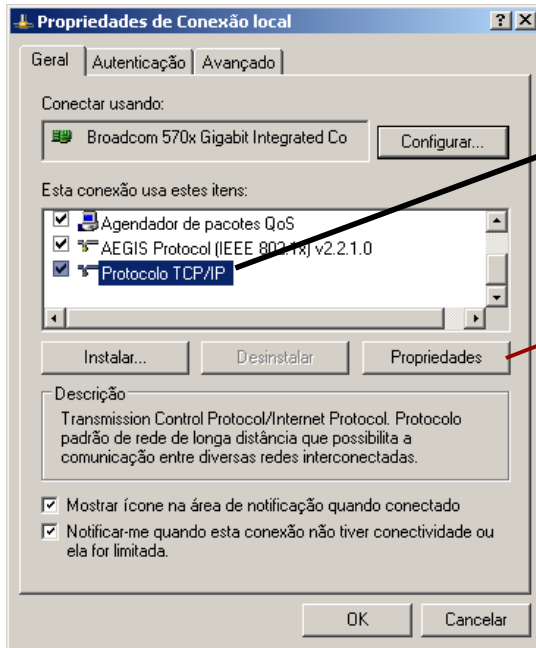 Propriedades de Conexão local
Geral Autenticação Avançado
Conectar usando:
Broadcom 570x Gigabit Integrated Co Configurar...
Esta conexão usa estes itens:
Agendador de pacotes QoS
AEGIS Protocol (IEEE 802.1x) v2.2.1.0
Protocolo TCP/IP
Instalar... Desinstalar Propriedades
Descrição
Transmission Control Protocol/Internet Protocol. Protocolo
padrão de rede de longa distância que possibilita a
comunicação entre diversas redes interconectadas.
Mostrar ícone na área de notificação quando conectado
Notificar-me quando esta conexão não tiver conectividade ou
ela for limitada.
OK Cancelar